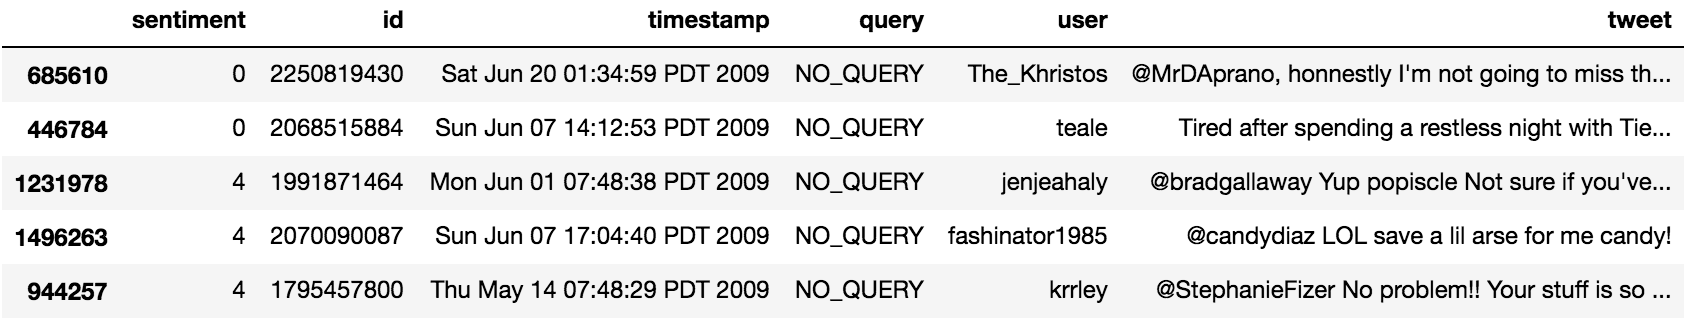 sentiment id timestamp query user tweet
685610 0 2250819430 Sat Jun 20 01:34:59 PDT 2009 NO_QUERY The_Khristos @MrDAprano, honnestly I'm not going to miss th...
446784 0 2068515884 Sun Jun 07 14:12:53 PDT 2009 NO_QUERY teale Tired after spending a restless night with Tie...
1231978 4 1991871464 Mon Jun 01 07:48:38 PDT 2009 NO_QUERY jenjeahaly @bradgallaway Yup popiscle Not sure if you've...
1496263 4 2070090087 Sun Jun 07 17:04:40 PDT 2009 NO_QUERY fashinator1985 @candydiaz LOL save a lil arse for me candy!
944257 4 1795457800 Thu May 14 07:48:29 PDT 2009 NO_QUERY krrley @StephanieFizer No problem!! Your stuff is so ...